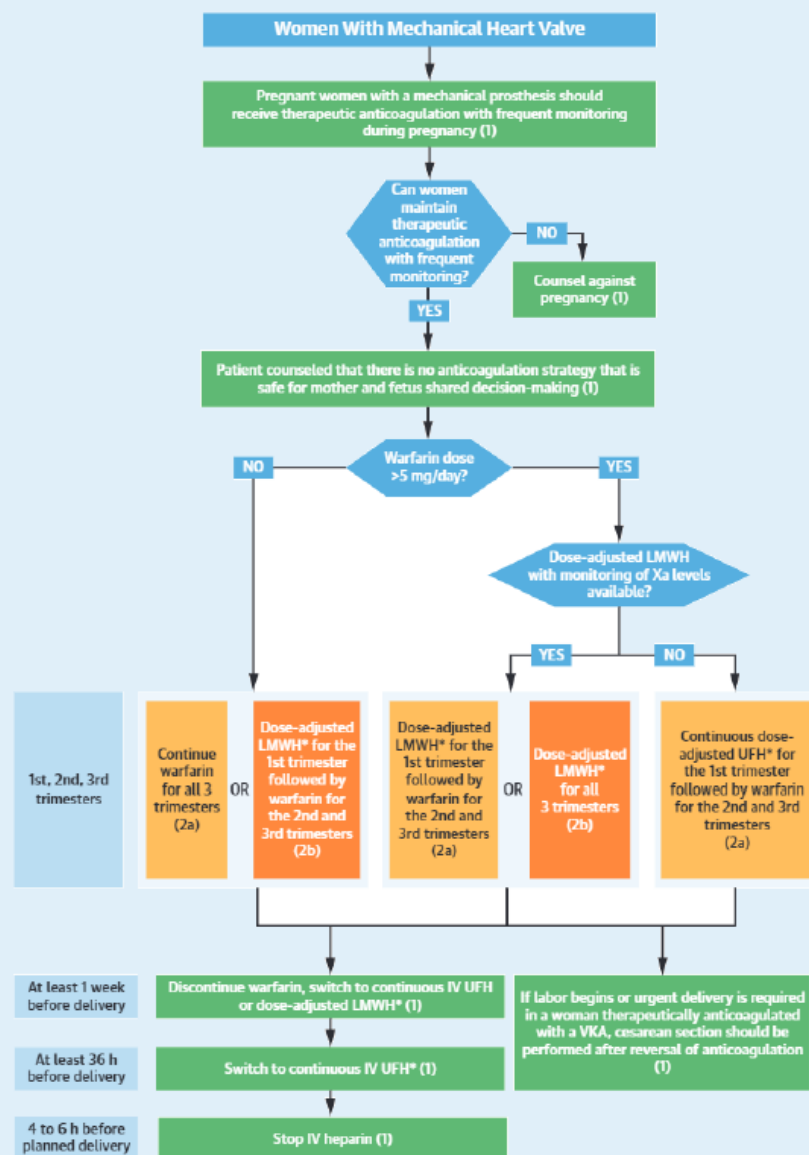 Women With Mechanical Heart Valve
Pregnant women with a mechanical prosthesis should
receive therapeutic anticoagulation with frequent monitoring
during pregnancy (1)
Can women
maintain
therapeutic
anticoagulation
with frequent
monitoring?
NO
Counsel against
pregnancy (1)
YES
Patient counseled that there is no anticoagulation strategy that is
safe for mother and fetus shared decision-making (1)
NO
Warfarin dose
>5 mg/day?
YES
Dose-adjusted LMWH
with monitoring of Xa levels
available?
YES
NO
1st, 2nd, 3rd
trimesters
Continue
warfarin
for all 3
trimesters
(2a)
OR
Dose-adjusted
LMWH* for the
1st trimester
followed by
warfarin for
the 2nd and
3rd trimesters
(2b)
Dose-adjusted
LMWH* for the
1st trimester
followed by
warfarin for
the 2nd and
3rd trimesters
(2a)
OR
Dose-adjusted
LMWH*
for all
3 trimesters
(2b)
Continuous dose-
adjusted UFH* for
the 1st trimester
followed by warfarin
for the 2nd and 3rd
trimesters
(2a)
At least 1 week
before delivery
Discontinue warfarin, switch to continuous IV UFH
or dose-adjusted LMWH* (1)
If labor begins or urgent delivery is required
in a woman therapeutically anticoagulated
with a VKA, cesarean section should be
performed after reversal of anticoagulation
(1)
At least 36 h
before delivery
Switch to continuous IV UFH* (1)
4 to 6 h before
planned delivery
Stop IV heparin (1)